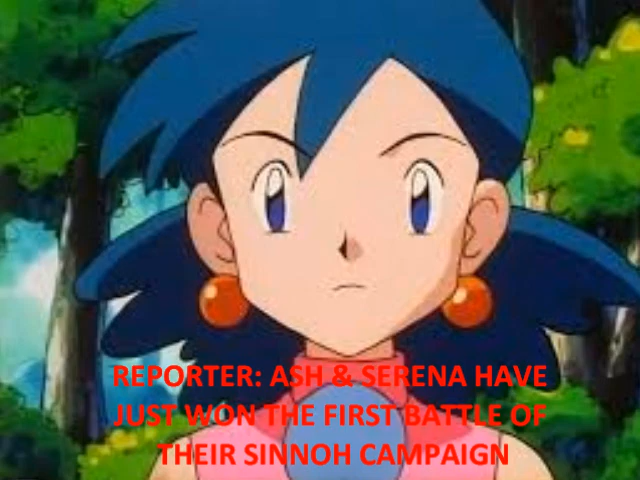 REPORTER: ASH & SERENA HAVE
JUST WON THE FIRST BATTLE OF
THEIR SINNOH CAMPAIGN